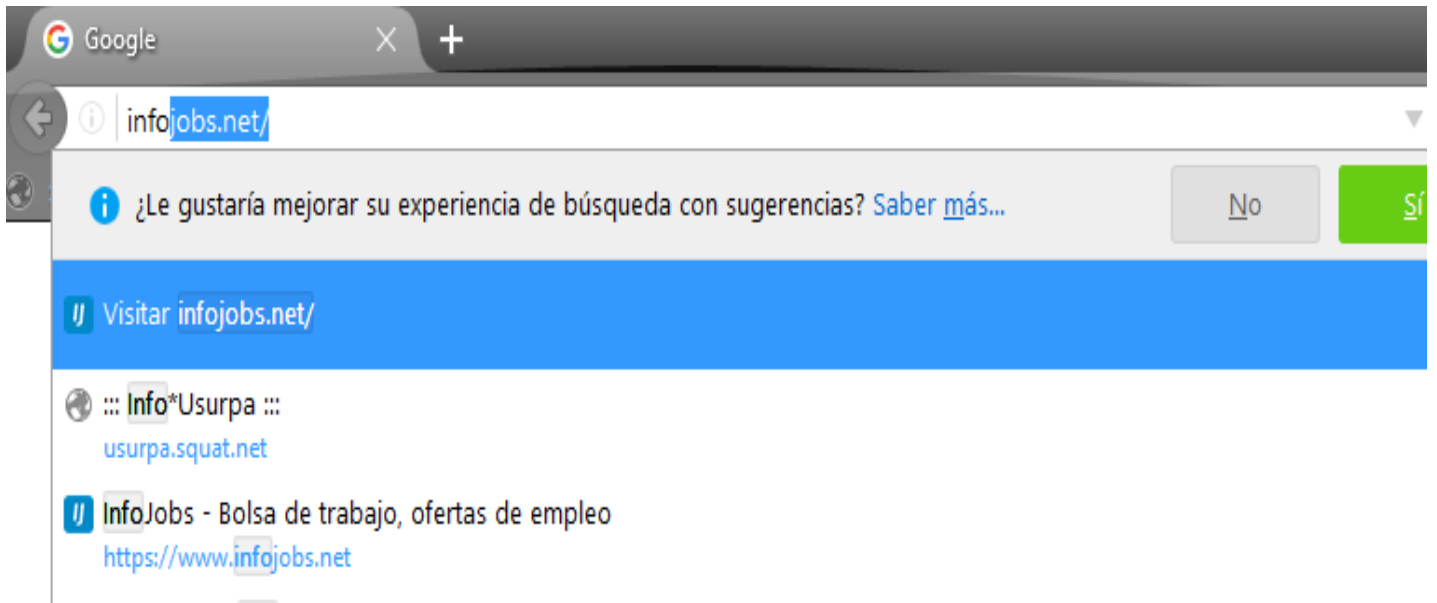 Google
infojobs.net/
¿Le gustaría mejorar su experiencia de búsqueda con sugerencias? Saber más... No Sí
Visitar infojobs.net/
::: Info*Usurpa :::
usurpa.squat.net
InfoJobs - Bolsa de trabajo, ofertas de empleo
https://www.infojobs.net